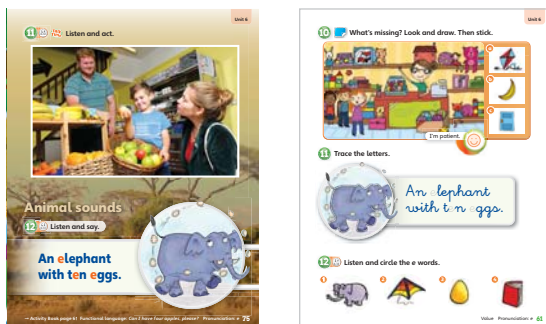 Unit 6
11 Listen and act.
Animal sounds
12 Listen and say.
An elephant
with ten eggs.
→ Activity Book page 61 Functional language: Can I have four apples, please? Pronunciation: e 75
Unit 6
10 What's missing? Look and draw. Then stick.
a
b
c
I'm patient.
11 Trace the letters.
An elephant
with ten eggs.
12 Listen and circle the e words.
1 2 3 4
Value Pronunciation: e 61